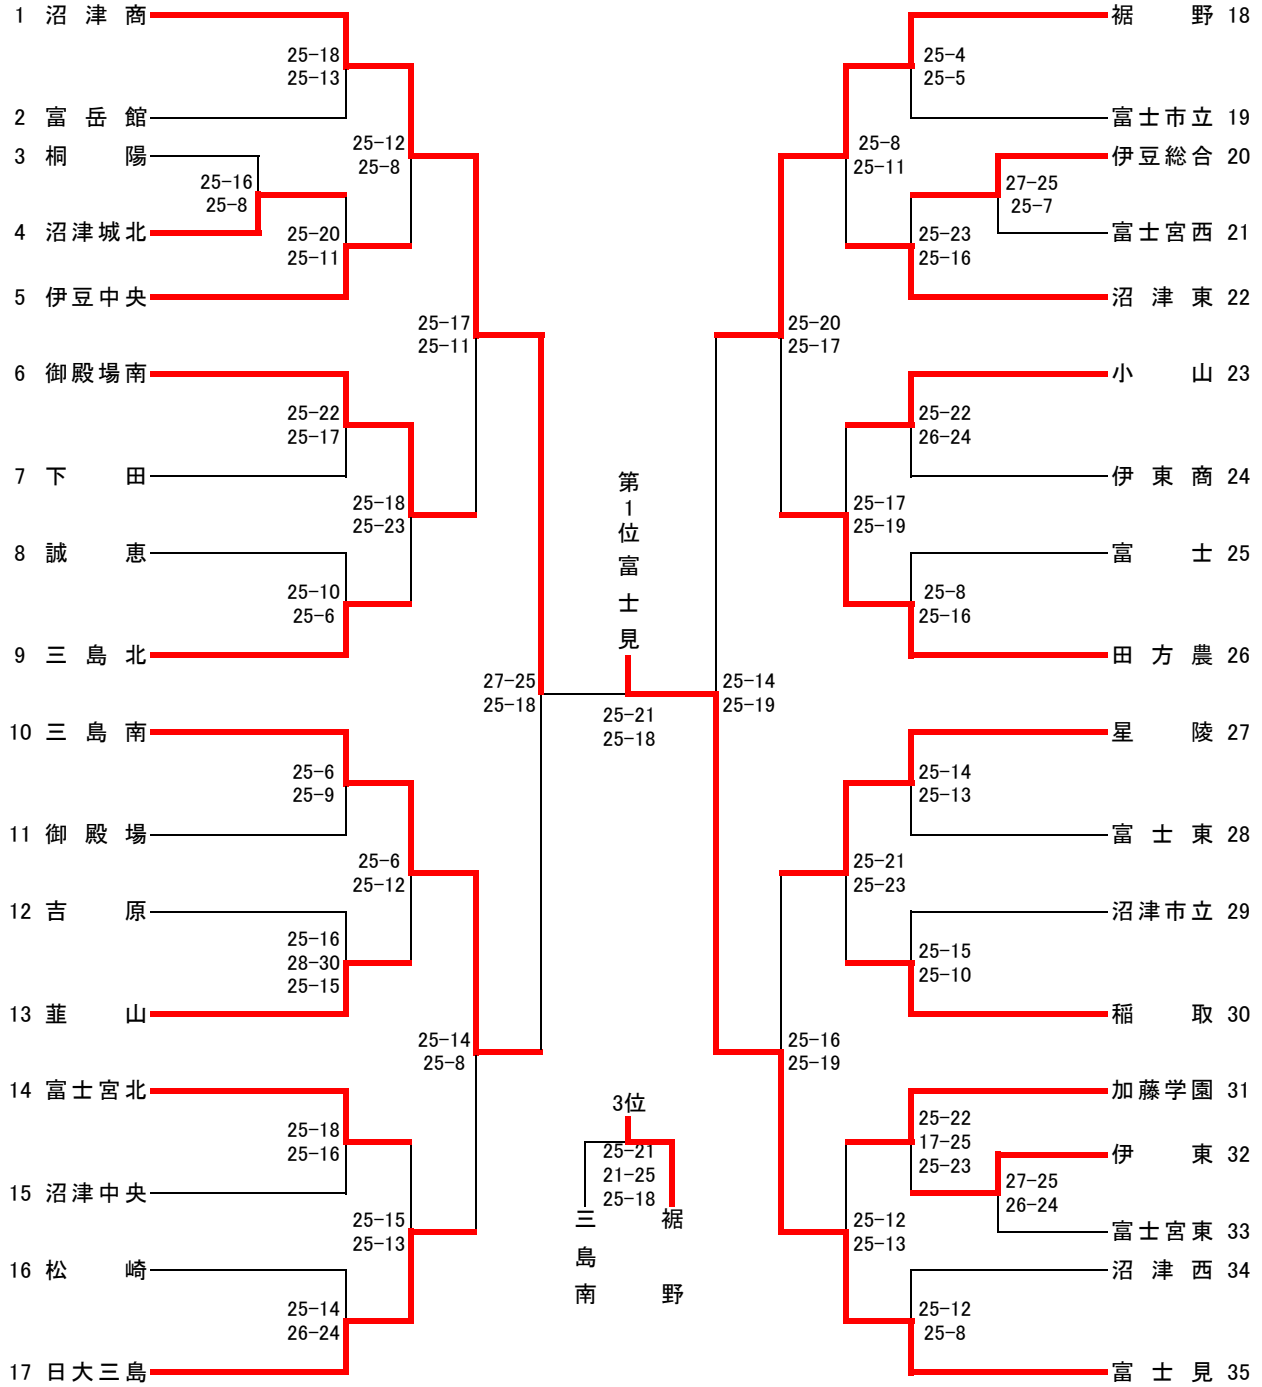 1 沼津商
25-18
25-13
2 富岳館
3 桐陽
25-16
25-8
4 沼津城北
25-12
25-8
25-20
25-11
5 伊豆中央
25-17
25-11
6 御殿場南
25-22
25-17
7 下田
25-18
25-23
8 誠恵
25-10
25-6
9 三島北
27-25
25-18
10 三島南
25-6
25-9
11 御殿場
25-6
25-12
12 吉原
25-16
28-30
25-15
13 韮山
25-14
25-8
14 富士宮北
25-18
25-16
15 沼津中央
25-15
25-13
16 松崎
25-14
26-24
17 日大三島
第1位富士見
25-21
25-18
3位
25-21
21-25
25-18
三島南
裾野
裾野 18
25-4
25-5
富士市立 19
25-8
25-11
伊豆総合 20
27-25
25-7
富士宮西 21
25-23
25-16
沼津東 22
25-20
25-17
小山 23
25-22
26-24
伊東商 24
25-17
25-19
富士 25
25-8
25-16
田方農 26
25-14
25-19
星陵 27
25-14
25-13
富士東 28
25-21
25-23
沼津市立 29
25-15
25-10
稲取 30
25-16
25-19
加藤学園 31
25-22
17-25
25-23
伊東 32
27-25
26-24
富士宮東 33
25-12
25-13
沼津西 34
25-12
25-8
富士見 35